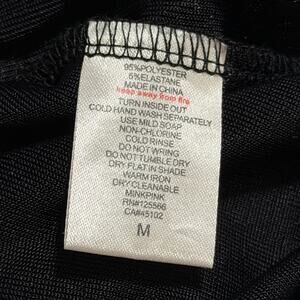 95%POLYESTER
5%ELASTANE
MADE IN CHINA
keep away from fire
TURN INSIDE OUT
COLD HAND WASH SEPARATELY
USE MILD SOAP
NON-CHLORINE
COLD RINSE
DO NOT WRONG
DO NOT TUMBLE DRY
DRY FLAT IN SHADE
WARM IRON
DRY CLEANABLE
MINKPINK
RN#125566
CA#45102
M